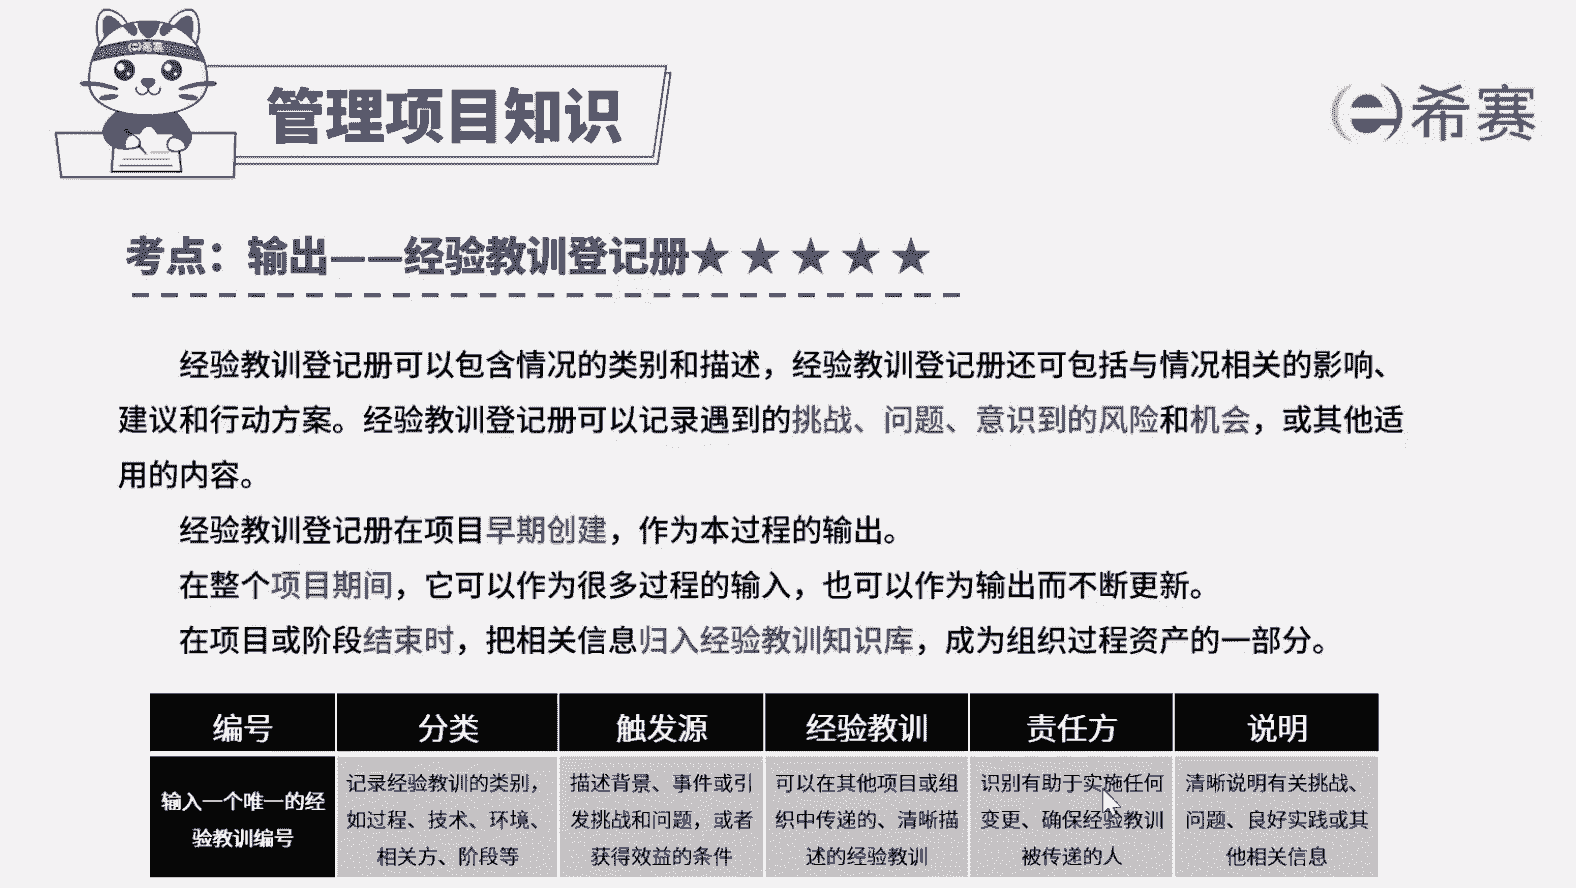 希赛
管理项目知识
希赛
考点：输出——经验教训登记册★★★★★
经验教训登记册可以包含情况的类别和描述，经验教训登记册还可包括与情况相关的影响、
建议和行动方案。经验教训登记册可以记录遇到的挑战、问题、意识到的风险和机会，或其他适
用的内容。
经验教训登记册在项目早期创建，作为本过程的输出。
在整个项目期间，它可以作为很多过程的输入，也可以作为输出而不断更新。
在项目或阶段结束时，把相关信息归入经验教训知识库，成为组织过程资产的一部分。
编号 分类 触发源 经验教训 责任方 说明
输入一个唯一的经
验教训编号
记录经验教训的类别，
如过程、技术、环境、
相关方、阶段等
描述背景、事件或引
发挑战和问题，或者
获得效益的条件
可以在其他项目或组
织中传递的、清晰描
述的经验教训
识别有助于实施任何
变更、确保经验教训
被传递的人
清晰说明有关挑战、
问题、良好实践或其
他相关信息